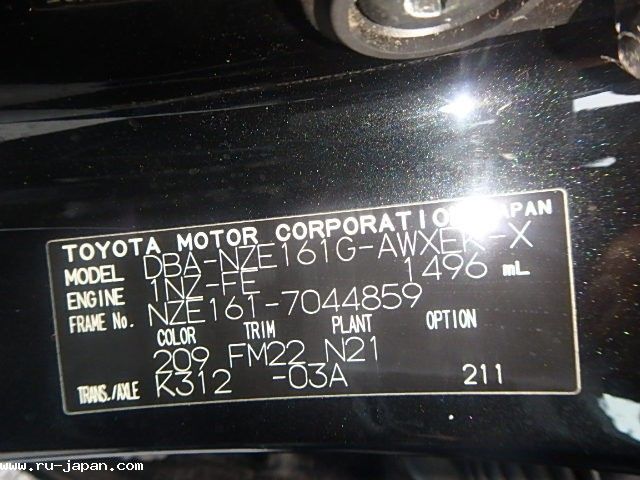 TOYOTA MOTOR CORPORATION JAPAN
MODEL DBA-NZE161G-AWXEK-X
ENGINE 1NZ-FE 1496 mL
FRAME No. NZE161-7044859
COLOR TRIM PLANT OPTION
209 FM22 N21
TRANS./AXLE K312 -03A 211
www.ru-japan.com